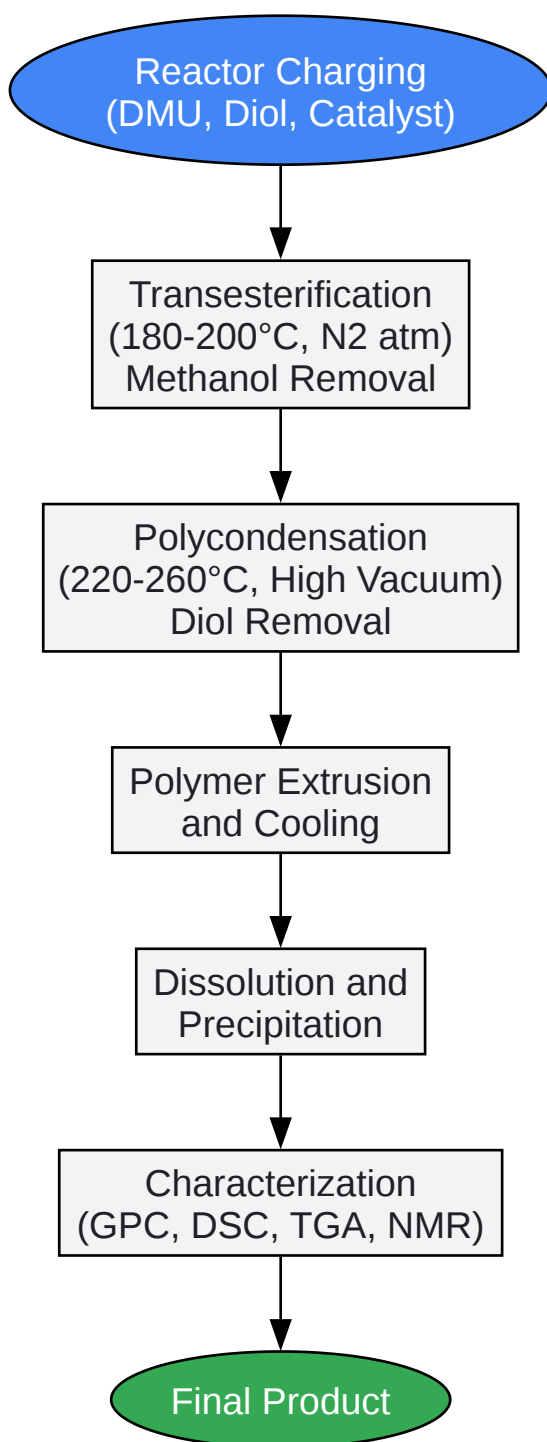 Reactor Charging
(DMU, Diol, Catalyst)
Transesterification
(180-200°C, N2 atm)
Methanol Removal
Polycondensation
(220-260°C, High Vacuum)
Diol Removal
Polymer Extrusion
and Cooling
Dissolution and
Precipitation
Characterization
(GPC, DSC, TGA, NMR)
Final Product